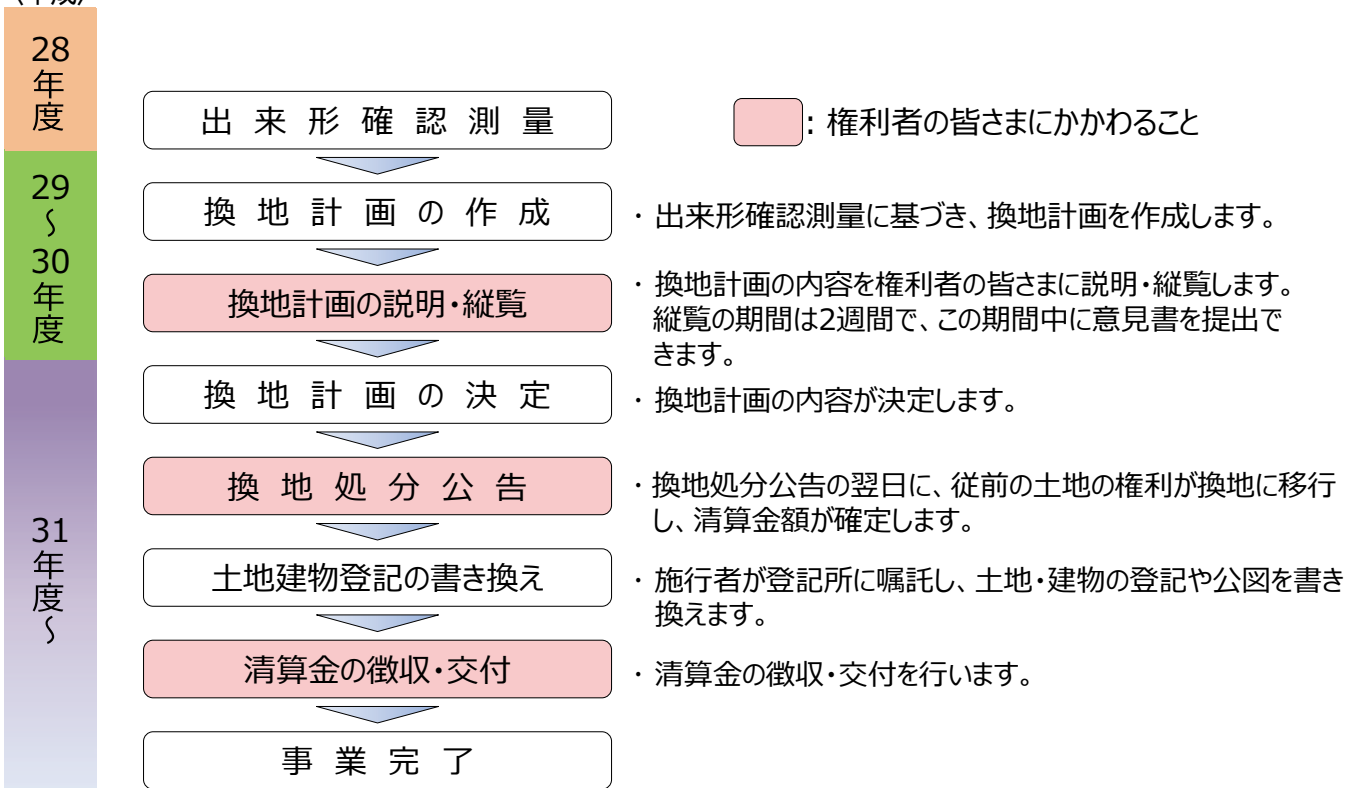 28年度
出来形確認測量
: 権利者の皆さまにかかわること
29～30年度
換地計画の作成
・ 出来形確認測量に基づき、換地計画を作成します。
換地計画の説明・縦覧
・ 換地計画の内容を権利者の皆さまに説明・縦覧します。
縦覧の期間は2週間で、この期間中に意見書を提出で
きます。
換地計画の決定
・ 換地計画の内容が決定します。
31年度～
換地処分公告
・ 換地処分公告の翌日に、従前の土地の権利が換地に移行
し、清算金額が確定します。
土地建物登記の書き換え
・ 施行者が登記所に嘱託し、土地・建物の登記や公図を書き
換えます。
清算金の徴収・交付
・ 清算金の徴収・交付を行います。
事業完了